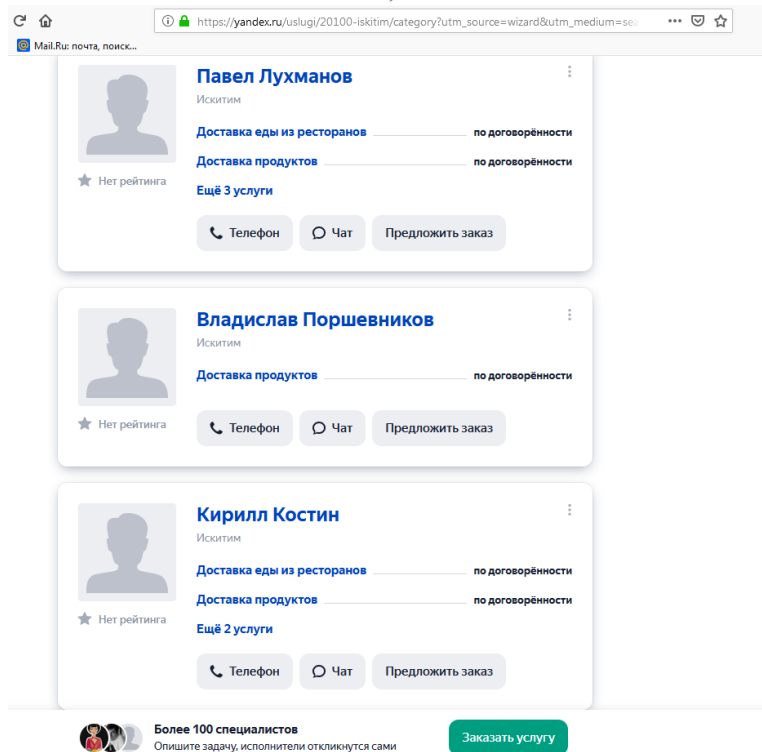 https://yandex.ru/uslugi/20100-iskitim/category?utm_source=wizard&utm_medium=sea
Mail.Ru: почта, поиск...
Павел Лухманов
Искитим
Доставка еды из ресторанов по договорённости
Доставка продуктов по договорённости
Нет рейтинга
Ещё 3 услуги
Телефон Чат Предложить заказ
Владислав Поршевников
Искитим
Доставка продуктов по договорённости
Нет рейтинга
Телефон Чат Предложить заказ
Кирилл Костин
Искитим
Доставка еды из ресторанов по договорённости
Доставка продуктов по договорённости
Нет рейтинга
Ещё 2 услуги
Телефон Чат Предложить заказ
Более 100 специалистов
Опишите задачу, исполнители откликнутся сами
Заказать услугу